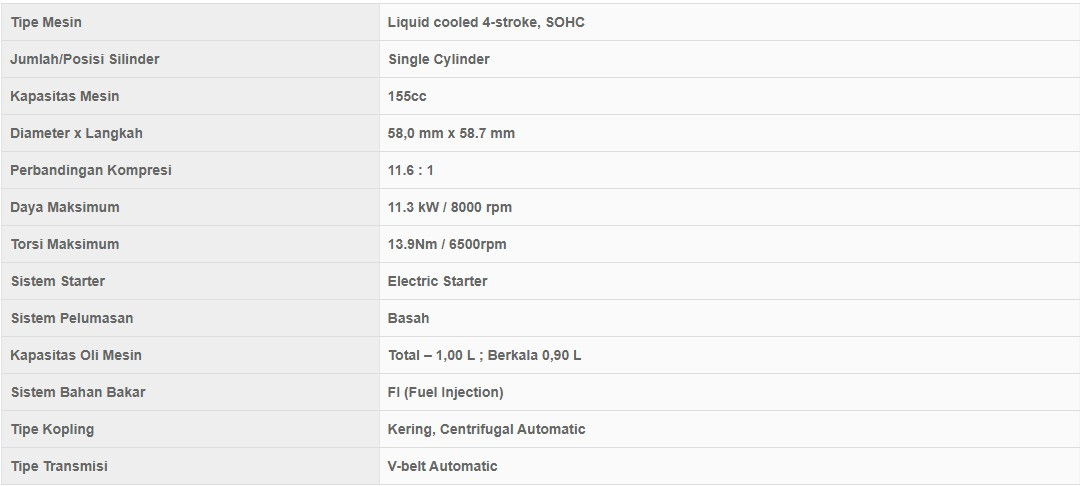 Tipe Mesin Liquid cooled 4-stroke, SOHC
Jumlah/Posisi Silinder Single Cylinder
Kapasitas Mesin 155cc
Diameter x Langkah 58,0 mm x 58.7 mm
Perbandingan Kompresi 11.6 : 1
Daya Maksimum 11.3 kW / 8000 rpm
Torsi Maksimum 13.9Nm / 6500rpm
Sistem Starter Electric Starter
Sistem Pelumasan Basah
Kapasitas Oli Mesin Total – 1,00 L ; Berkala 0,90 L
Sistem Bahan Bakar FI (Fuel Injection)
Tipe Kopling Kering, Centrifugal Automatic
Tipe Transmisi V-belt Automatic